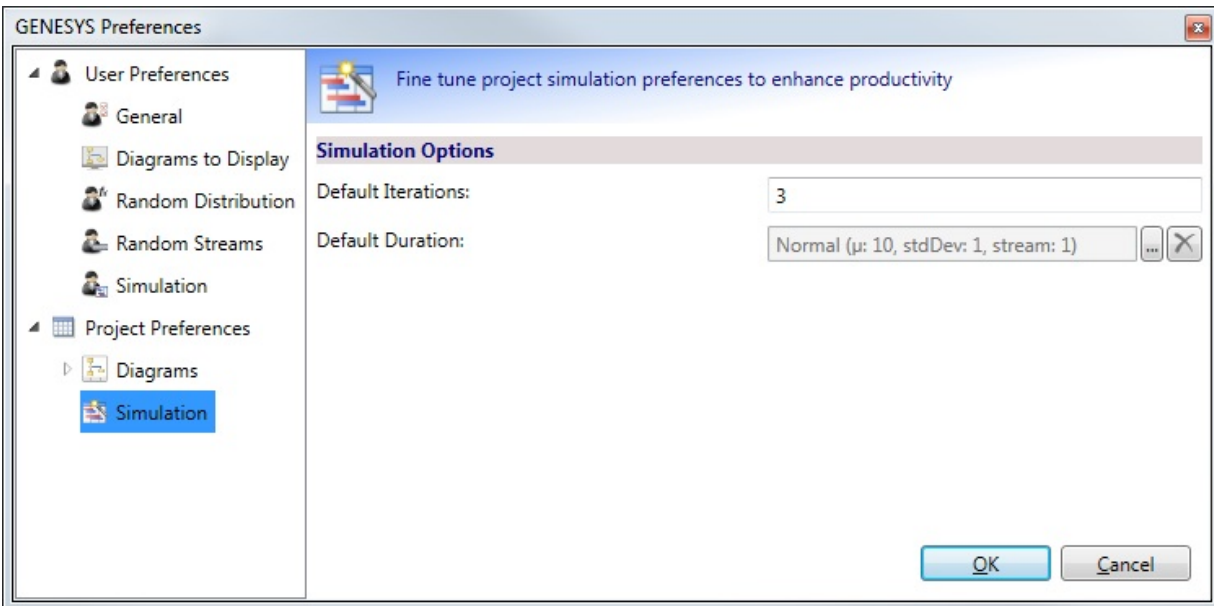 GENESYS Preferences
User Preferences
General
Diagrams to Display
Random Distribution
Random Streams
Simulation
Project Preferences
Diagrams
Simulation
Fine tune project simulation preferences to enhance productivity
Simulation Options
Default Iterations:
3
Default Duration:
Normal (µ: 10, stdDev: 1, stream: 1)
...
OK
Cancel